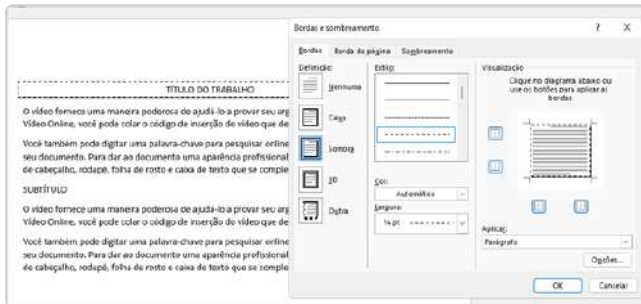 Bordas e sombreamento
? X
Bordas Borda da página Sombreamento
Definição:
Nenhuma
Caixa
Sombra
3D
Outra
Estilo:
Cor:
Automático
Largura:
½ pt
Visualização
Clique no diagrama abaixo ou
use os botões para aplicar as
bordas
Aplicar:
Parágrafo
Opções...
OK Cancelar
TÍTULO DO TRABALHO
O vídeo fornece uma maneira poderosa de ajudá-lo a provar seu arg
Vídeo Online, você pode colar o código de inserção do vídeo que de
Você também pode digitar uma palavra-chave para pesquisar online
seu documento. Para dar ao documento uma aparência profissional
de cabeçalho, rodapé, folha de rosto e caixa de texto que se comple
SUBTÍTULO
O vídeo fornece uma maneira poderosa de ajudá-lo a provar seu arg
Vídeo Online, você pode colar o código de inserção do vídeo que de
Você também pode digitar uma palavra-chave para pesquisar online
seu documento. Para dar ao documento uma aparência profissional
de cabeçalho, rodapé, folha de rosto e caixa de texto que se comple